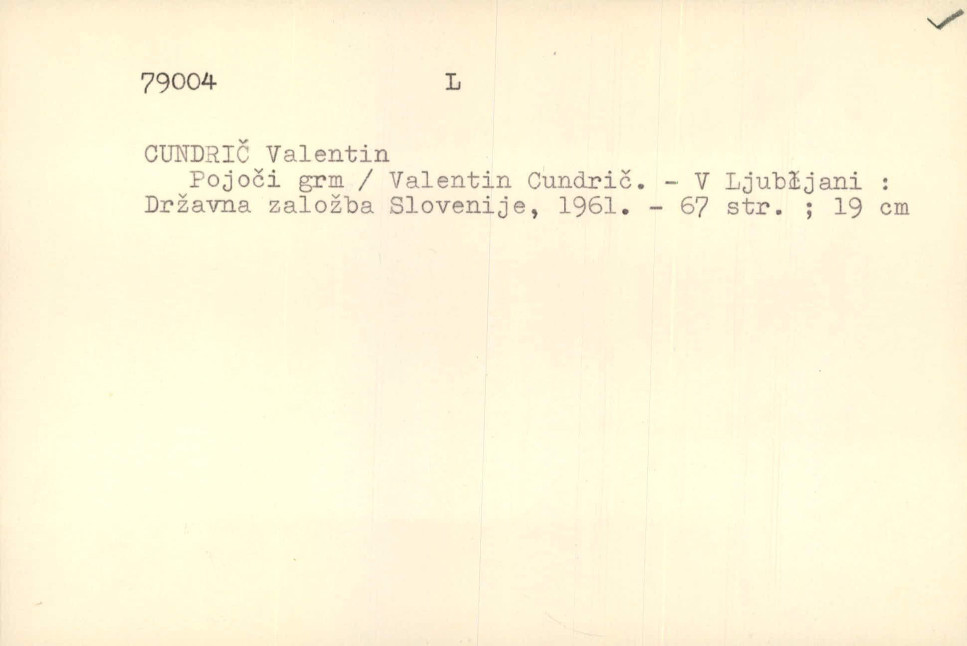 79004 L
CUNDRIČ Valentin
Pojoči grm / Valentin Cundrič. - V Ljubljani :
Državna založba Slovenije, 1961. - 67 str. ; 19 cm